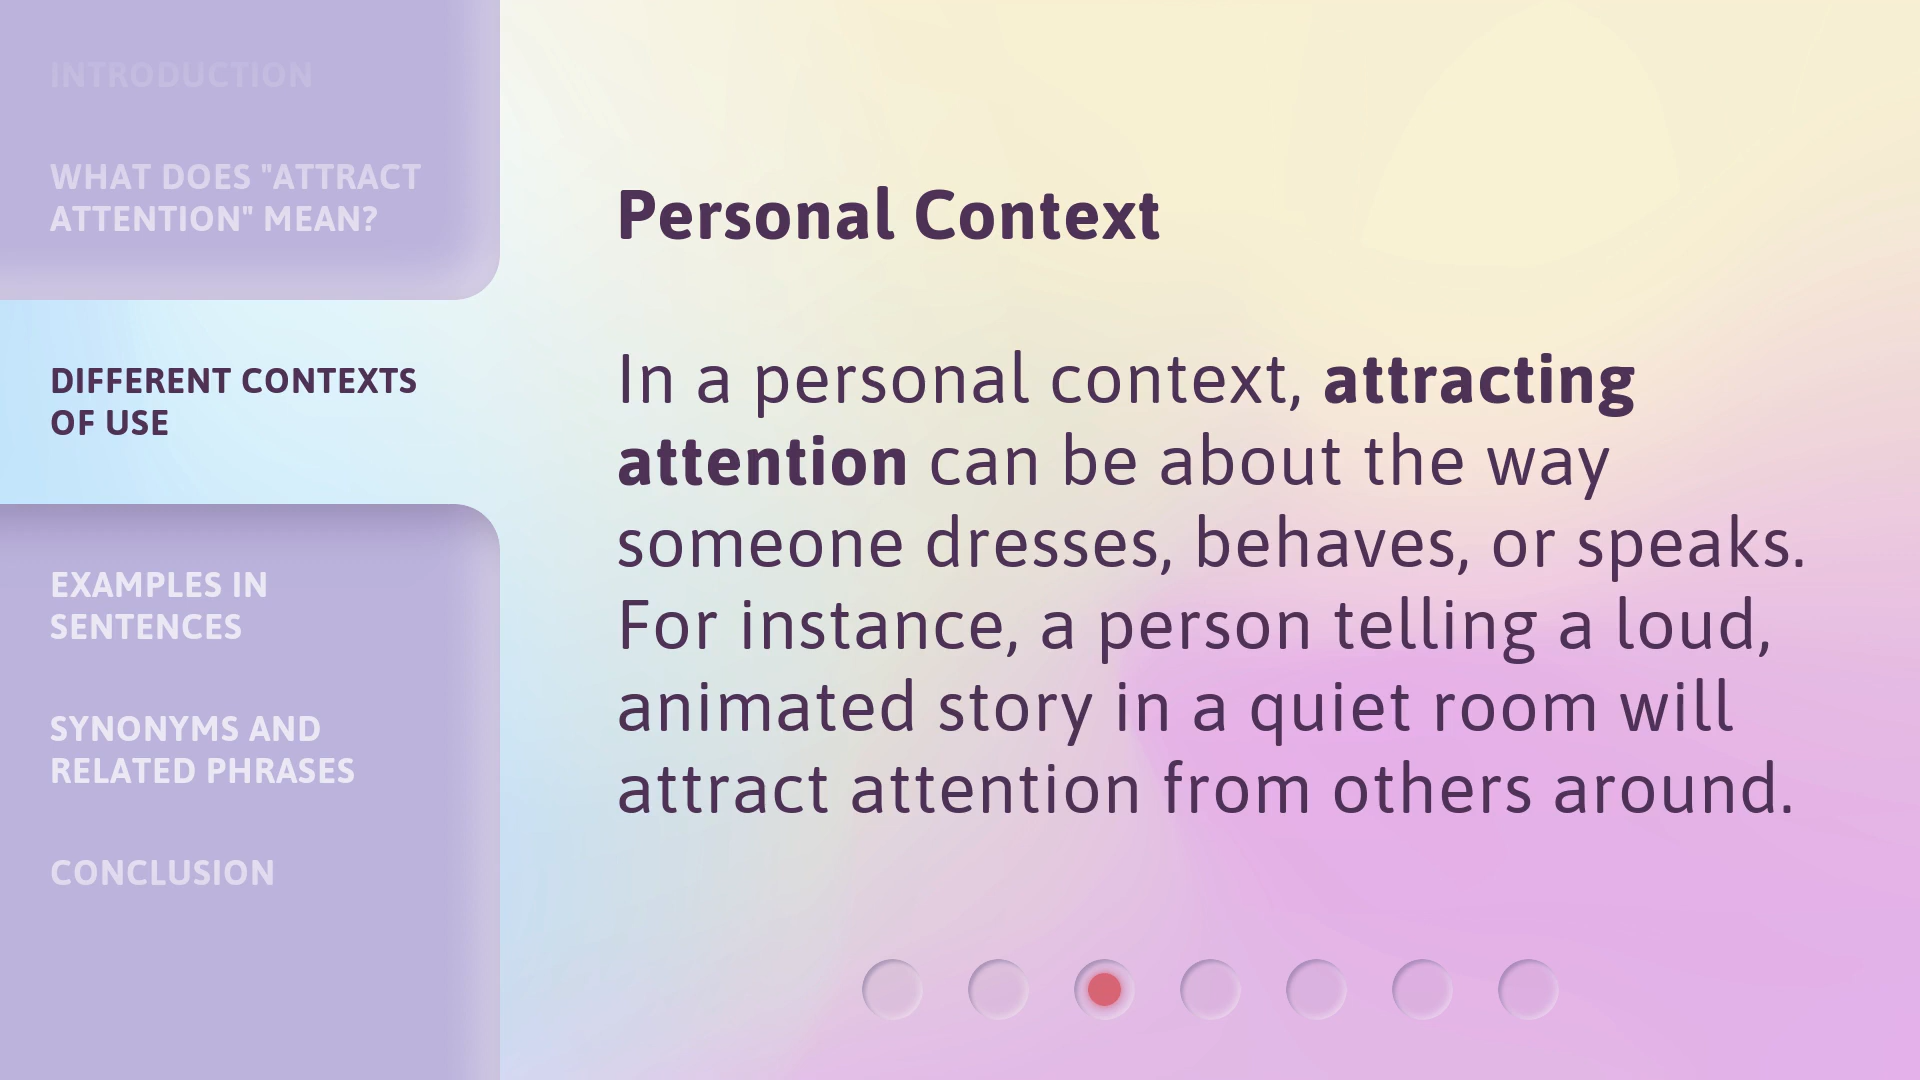 INTRODUCTION
WHAT DOES "ATTRACT
ATTENTION" MEAN?
DIFFERENT CONTEXTS
OF USE
EXAMPLES IN
SENTENCES
SYNONYMS AND
RELATED PHRASES
CONCLUSION
Personal Context
In a personal context, attracting
attention can be about the way
someone dresses, behaves, or speaks.
For instance, a person telling a loud,
animated story in a quiet room will
attract attention from others around.